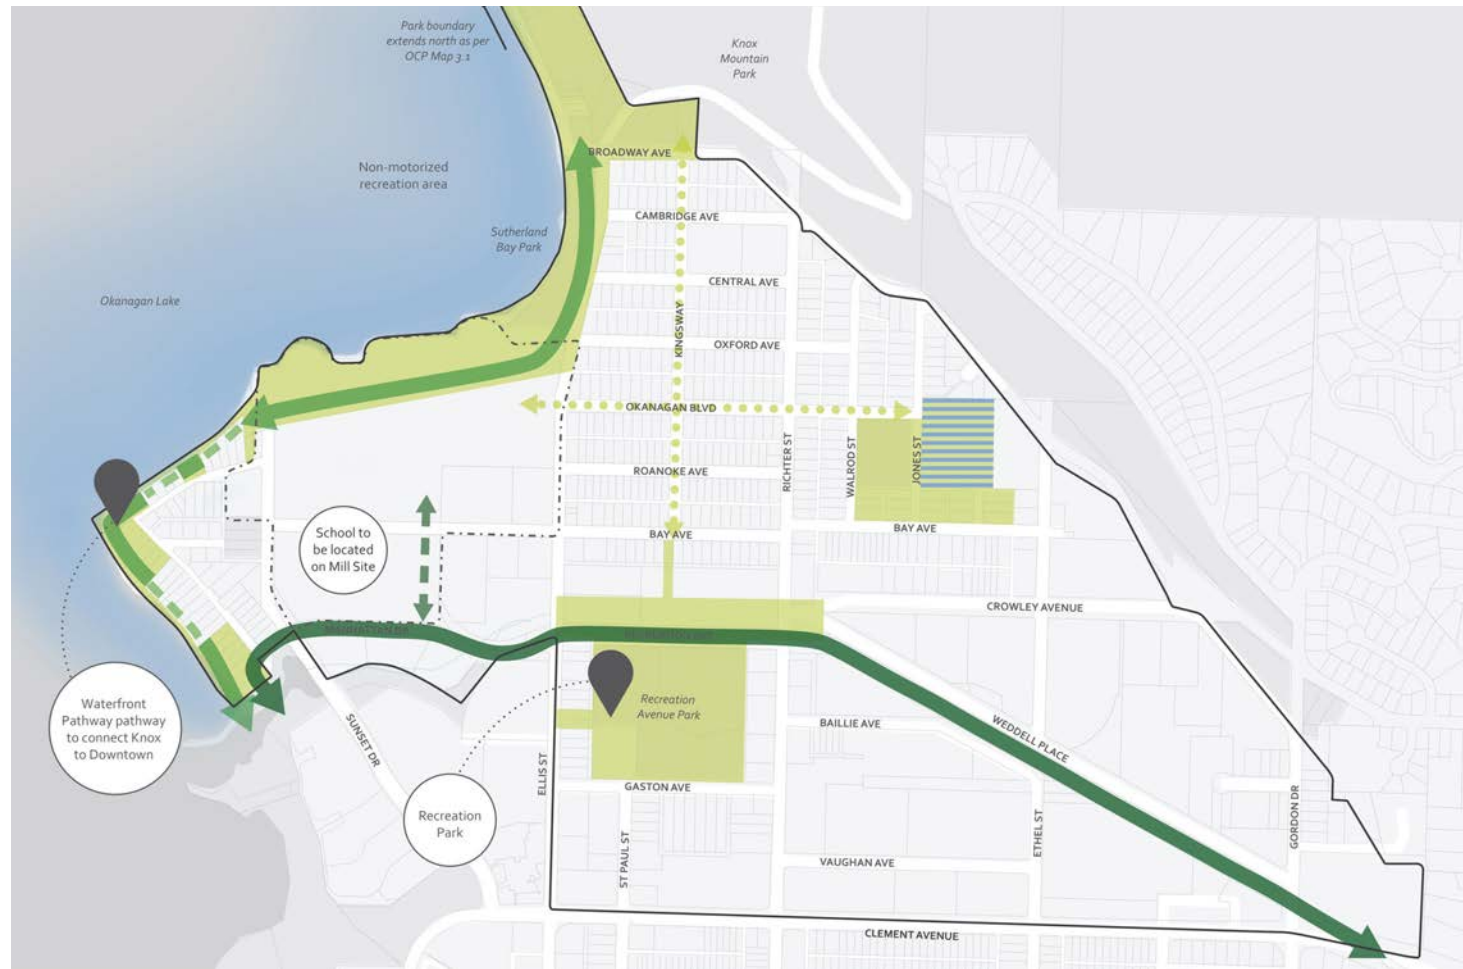 Park boundary
extends north as per
OCP Map 3.1
Knox
Mountain
Park
Non-motorized
recreation area
BROADWAY AVE
CAMBRIDGE AVE
Sutherland
Bay Park
CENTRAL AVE
Okanagan Lake
KINGSWAY
OXFORD AVE
OKANAGAN BLVD
RICHTER ST
WALROD ST
JONES ST
ROANOKE AVE
BAY AVE
BAY AVE
School to
be located
on Mill Site
CROWLEY AVENUE
MANHATTAN DR
RECREATION AVE
Waterfront
Pathway pathway
to connect Knox
to Downtown
Recreation
Avenue Park
SUNSET DR
BAILLIE AVE
WEDDELL PLACE
ELLIS ST
GASTON AVE
Recreation
Park
ST PAUL ST
ETHEL ST
GORDON DR
VAUGHAN AVE
CLEMENT AVENUE